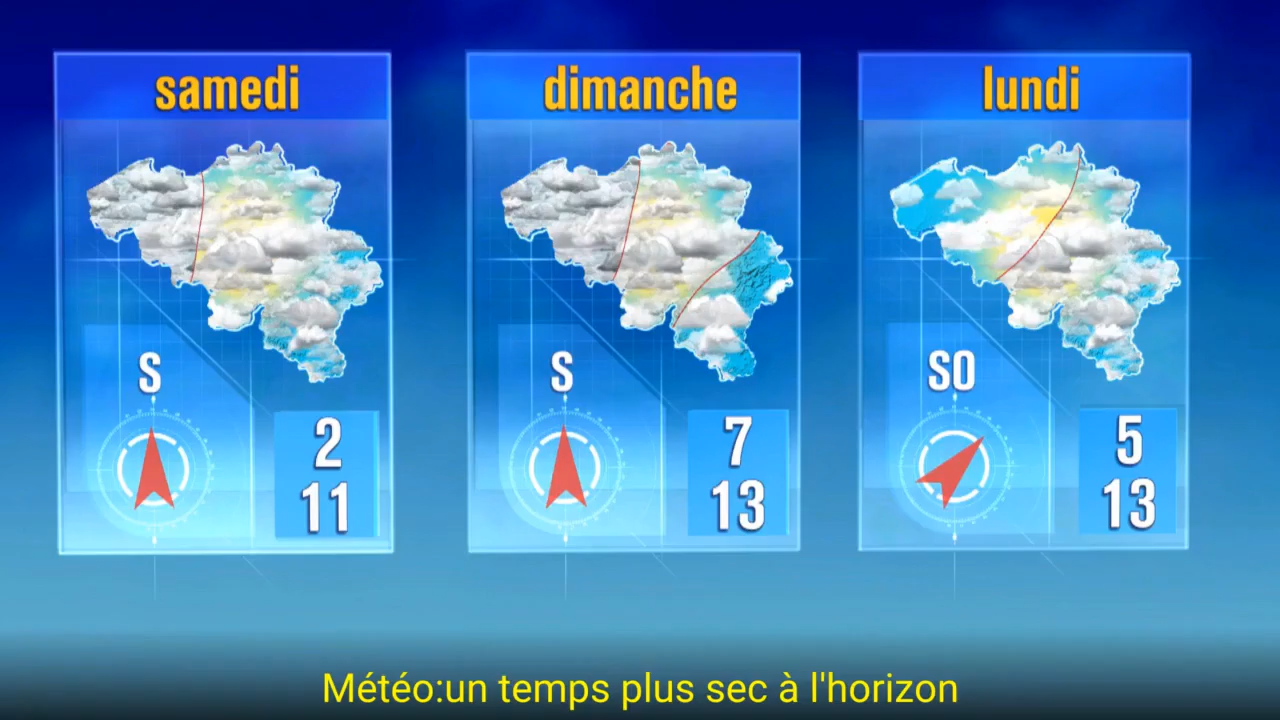 samedi
dimanche
lundi
S
S
SO
2
11
7
13
5
13
Météo:un temps plus sec à l'horizon